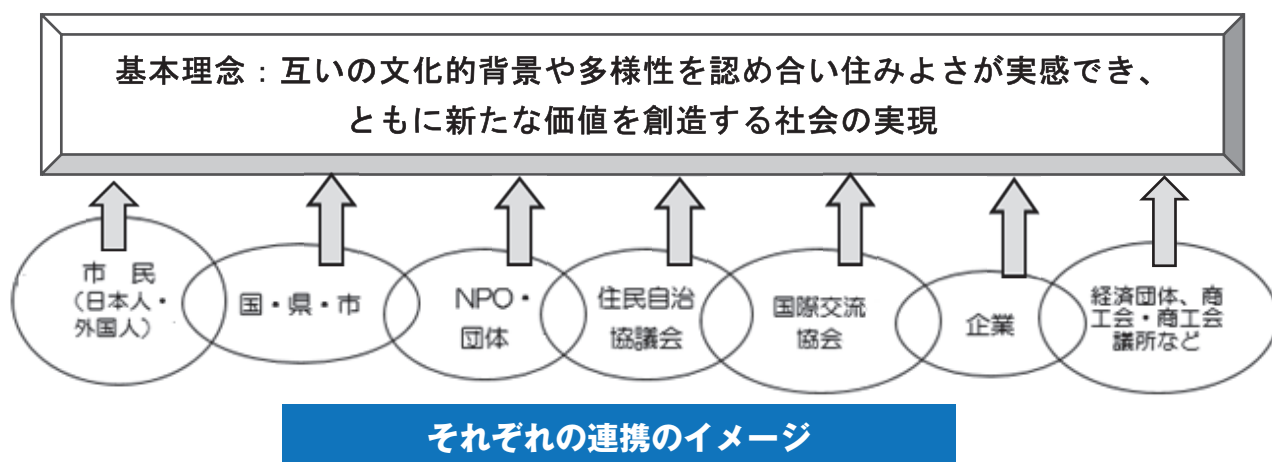 基本理念：互いの文化的背景や多様性を認め合い住みよさが実感でき、
ともに新たな価値を創造する社会の実現
市　民
（日本人・
外国人）
国・県・市
NPO・
団体
住民自治
協議会
国際交流
協会
企業
経済団体、商
工会・商工会
議所など
それぞれの連携のイメージ